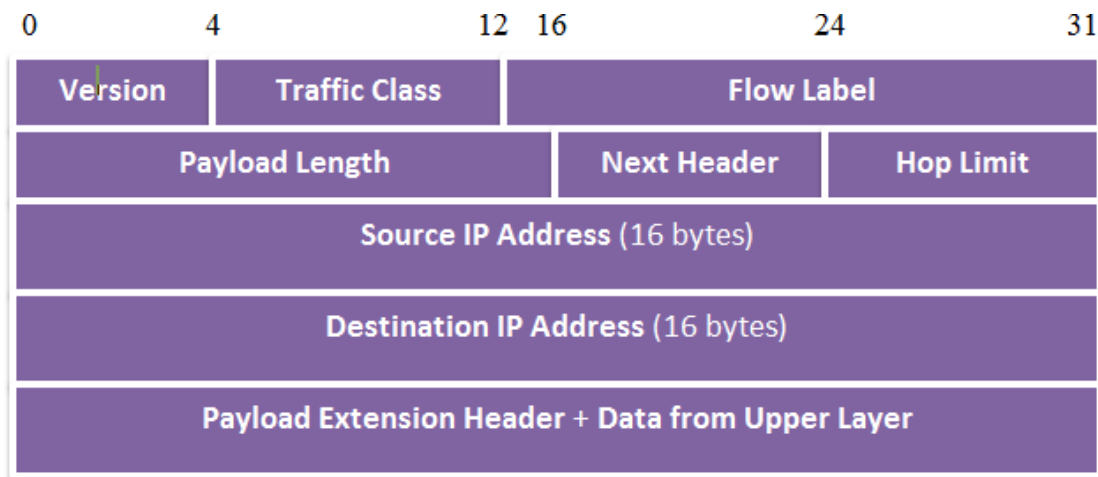 0 4 12 16 24 31
Version Traffic Class Flow Label
Payload Length Next Header Hop Limit
Source IP Address (16 bytes)
Destination IP Address (16 bytes)
Payload Extension Header + Data from Upper Layer